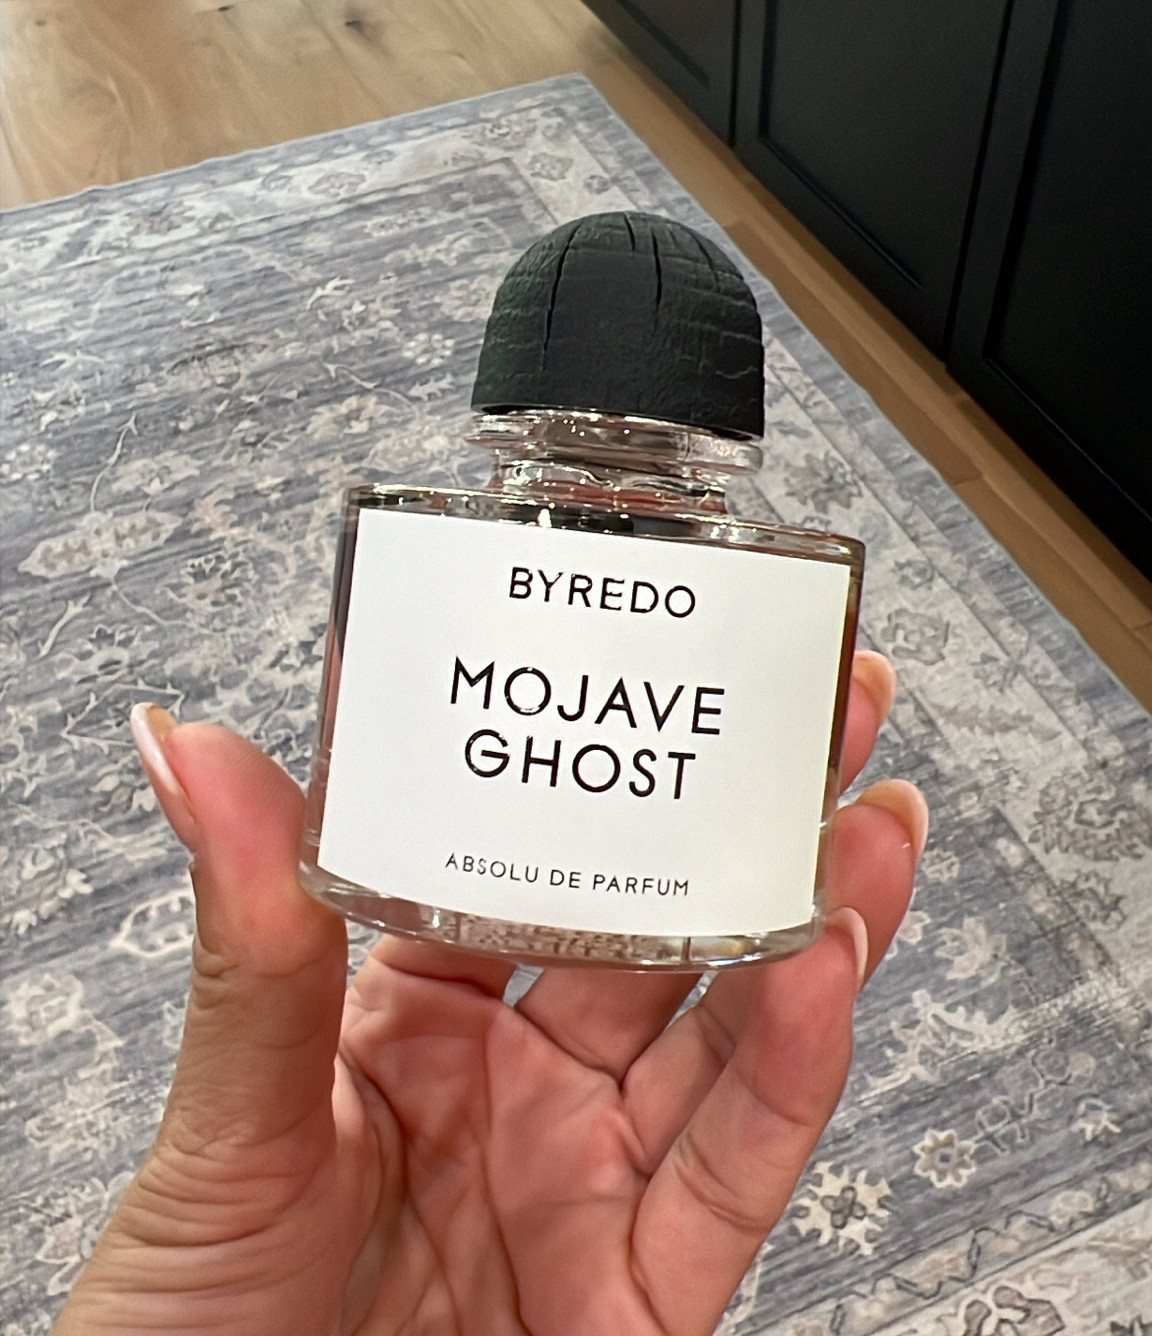 BYREDO
MOJAVE
GHOST
ABSOLU DE PARFUM